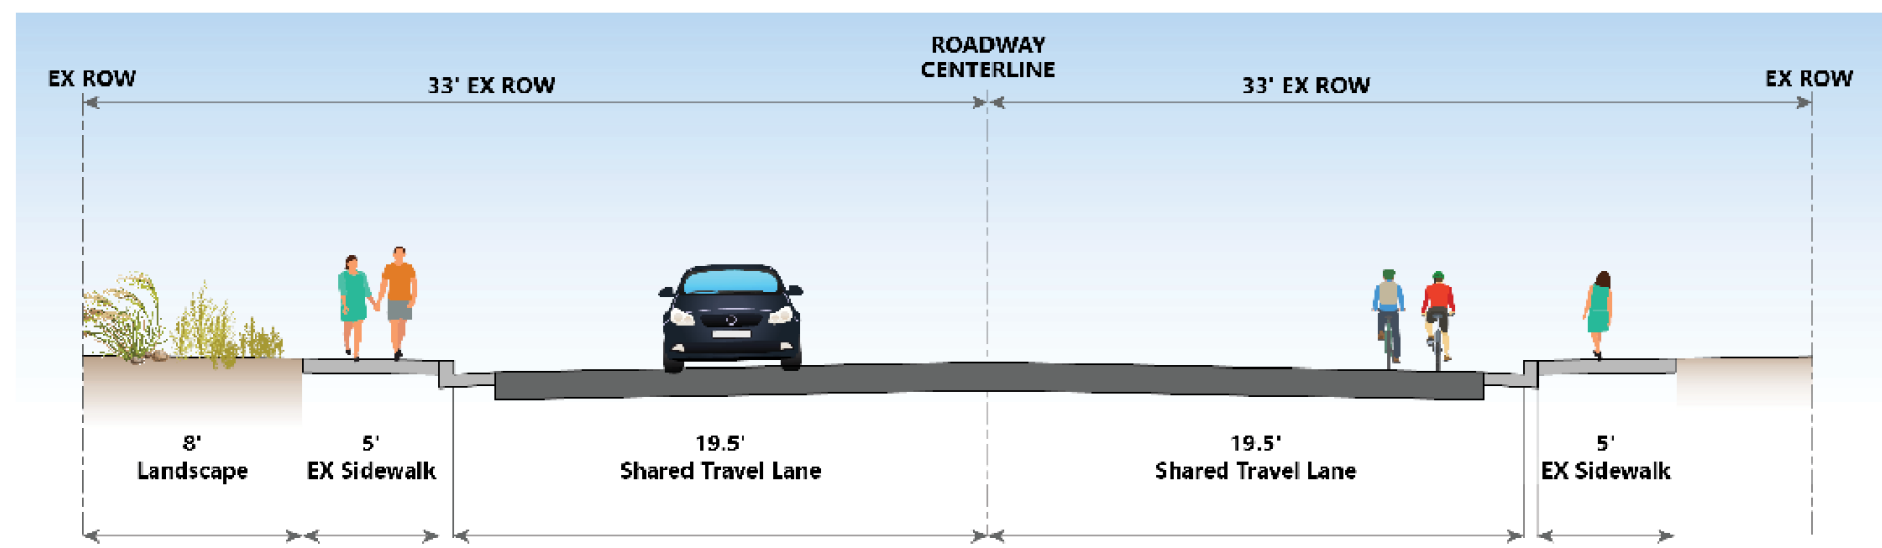 ROADWAY
CENTERLINE
EX ROW
33' EX ROW
33' EX ROW
EX ROW
8'
Landscape
5'
EX Sidewalk
19.5'
Shared Travel Lane
19.5'
Shared Travel Lane
5'
EX Sidewalk